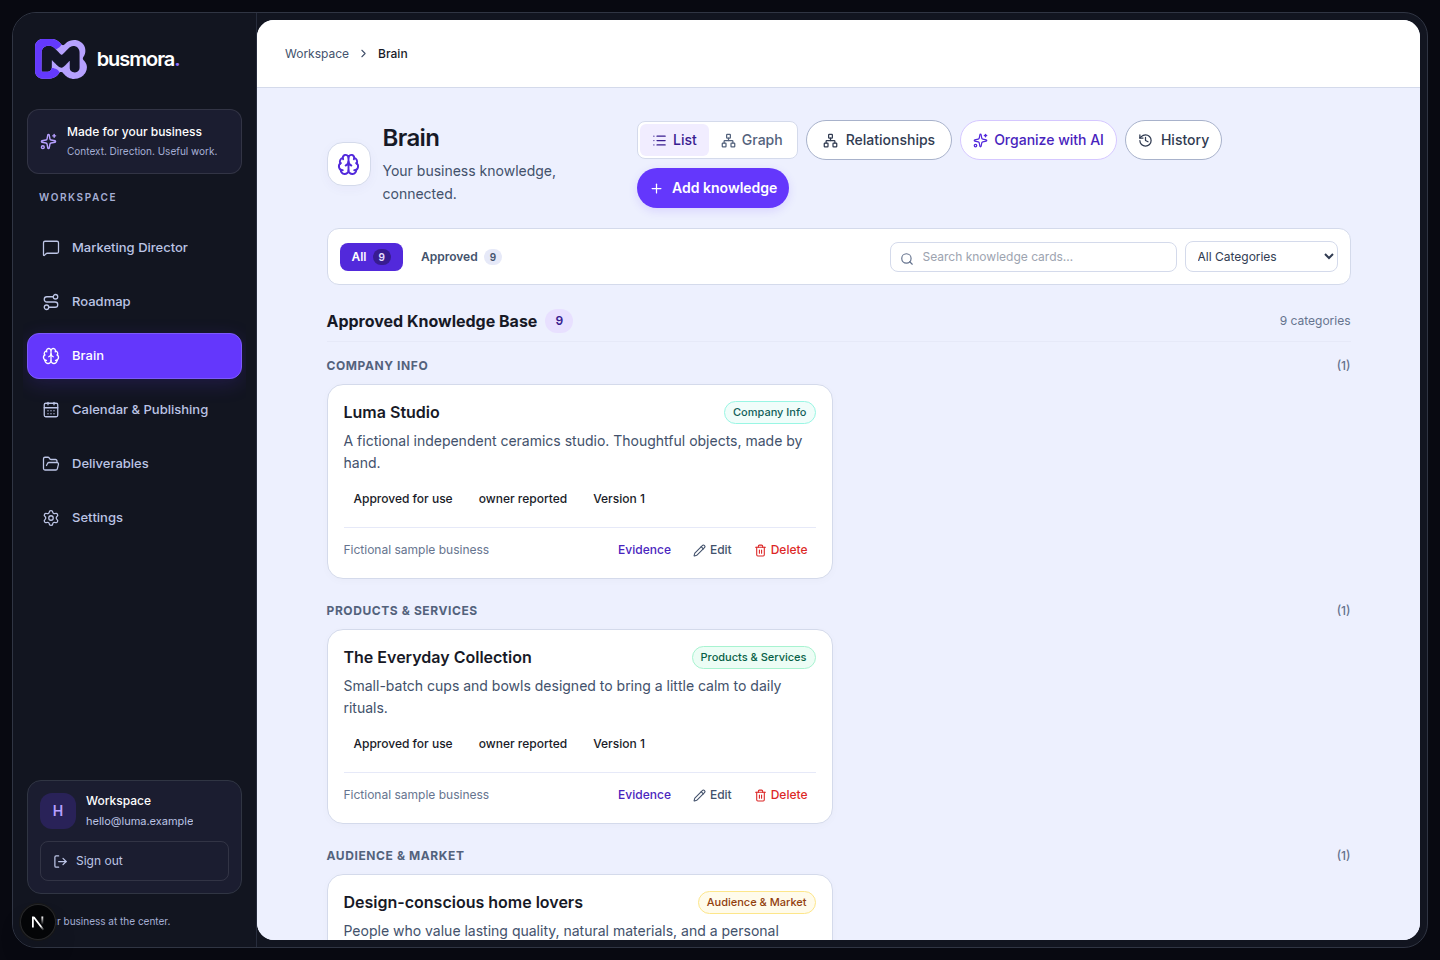 busmora.
Made for your business
Context. Direction. Useful work.
WORKSPACE
Marketing Director
Roadmap
Brain
Calendar & Publishing
Deliverables
Settings
H
Workspace
hello@luma.example
Sign out
N
r business at the center.
Workspace > Brain
Brain
Your business knowledge,
connected.
List
Graph
Relationships
Organize with AI
History
+ Add knowledge
All 9
Approved 9
Search knowledge cards...
All Categories
Approved Knowledge Base 9
9 categories
COMPANY INFO (1)
Luma Studio
Company Info
A fictional independent ceramics studio. Thoughtful objects, made by
hand.
Approved for use owner reported Version 1
Fictional sample business
Evidence Edit Delete
PRODUCTS & SERVICES (1)
The Everyday Collection
Products & Services
Small-batch cups and bowls designed to bring a little calm to daily
rituals.
Approved for use owner reported Version 1
Fictional sample business
Evidence Edit Delete
AUDIENCE & MARKET (1)
Design-conscious home lovers
Audience & Market
People who value lasting quality, natural materials, and a personal